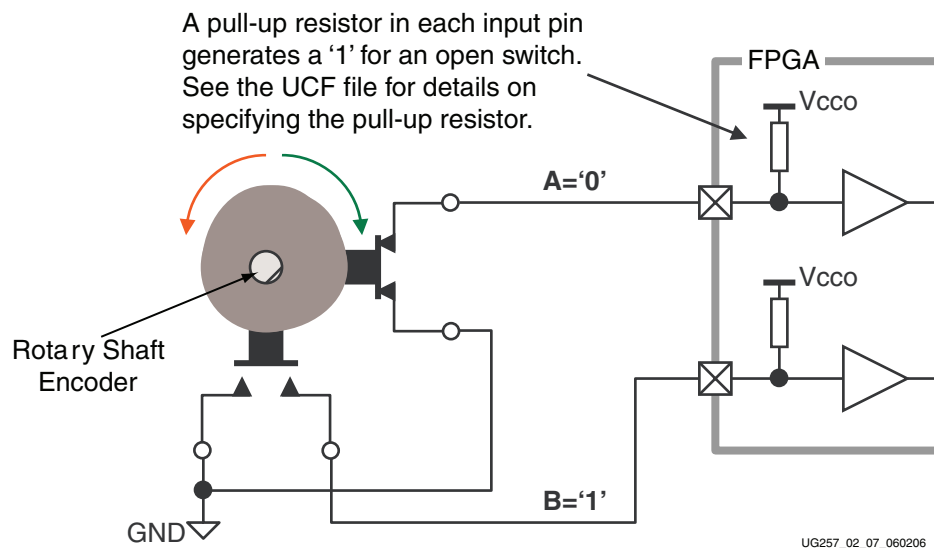 A pull-up resistor in each input pin
generates a ‘1’ for an open switch.
See the UCF file for details on
specifying the pull-up resistor.
FPGA
Vcco
A=‘0’
Vcco
Rotary Shaft
Encoder
B=‘1’
GND
UG257_02_07_060206